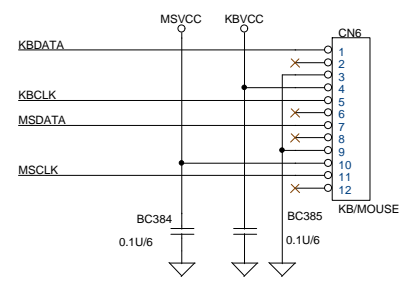 MSVCC KBVCC
CN6
KBDATA
1
2
3
4
KBCLK
5
6
MSDATA
7
8
9
10
MSCLK
11
12
KB/MOUSE
BC384 BC385
0.1U/6 0.1U/6